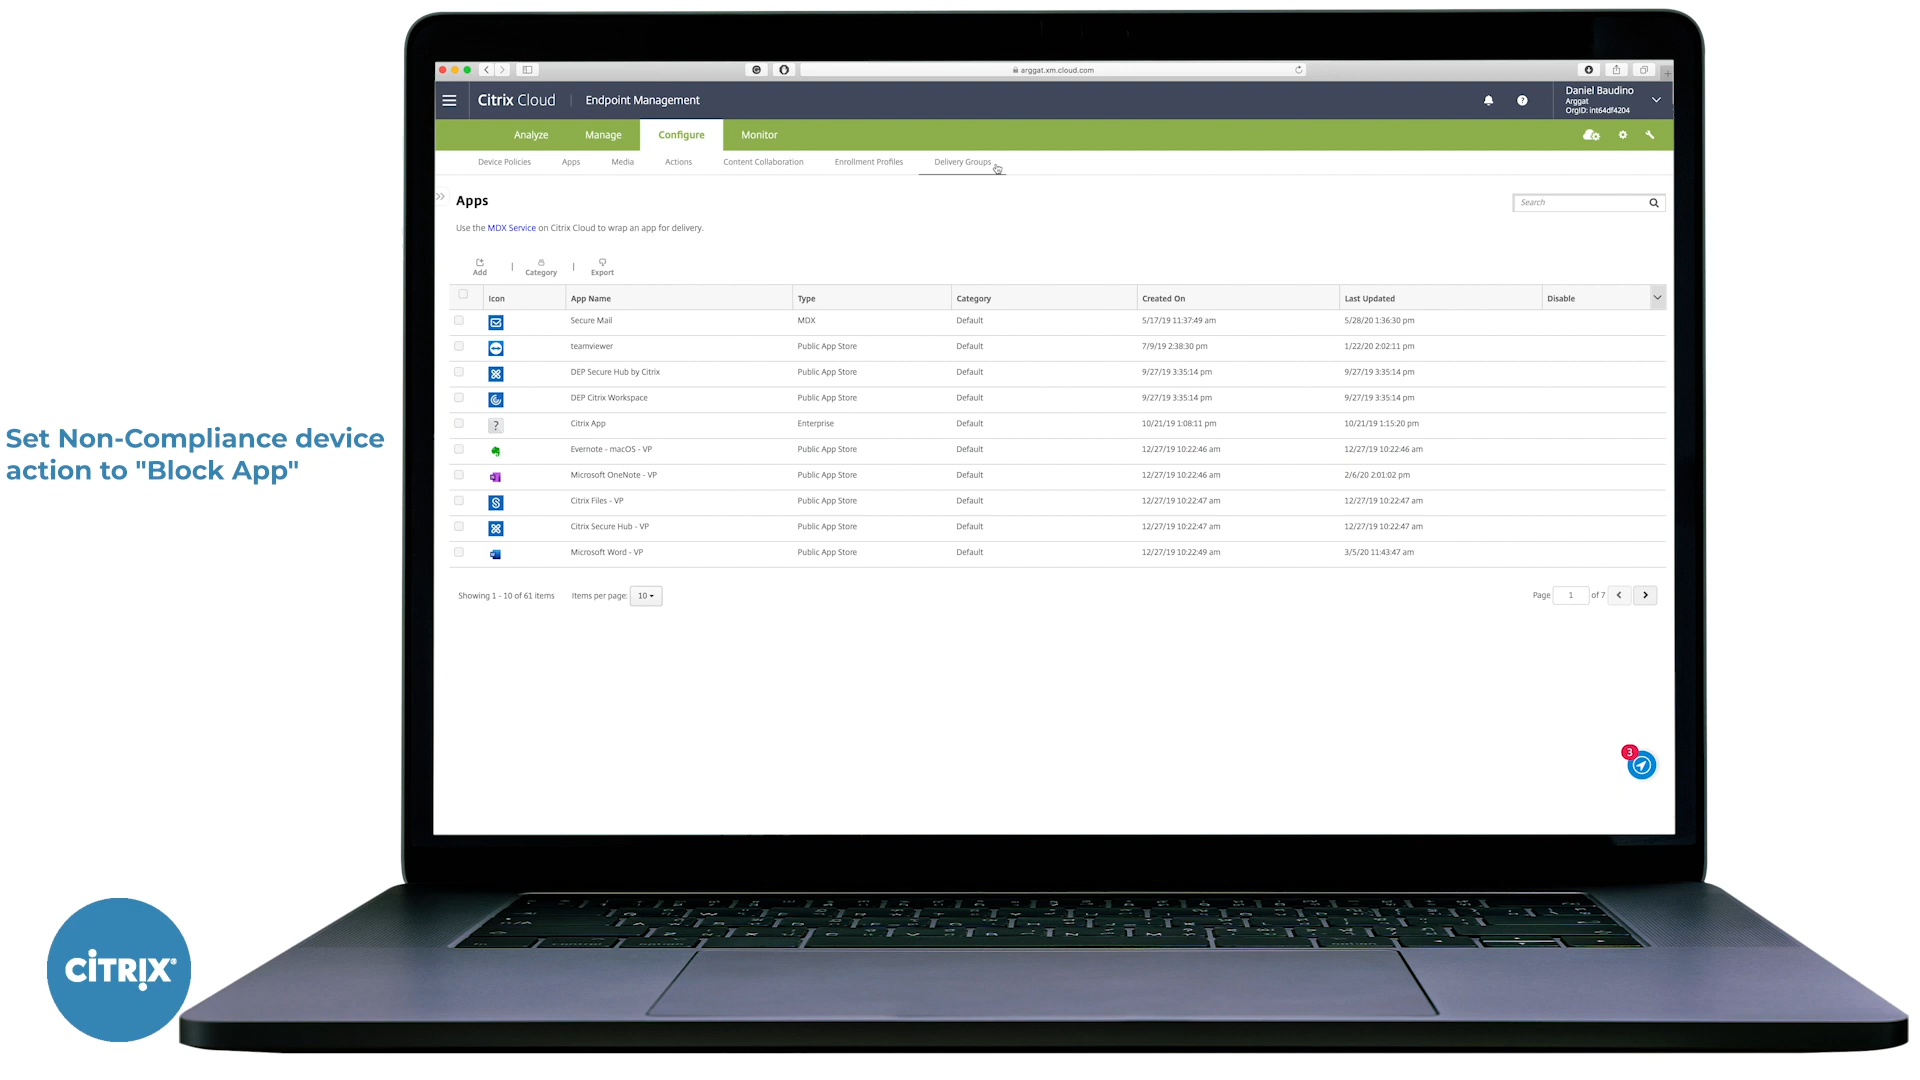 arggat.xm.cloud.com
Citrix Cloud
Endpoint Management
Daniel Baudino
Arggat
OrgID: int64df4204
Analyze
Manage
Configure
Monitor
Device Policies
Apps
Media
Actions
Content Collaboration
Enrollment Profiles
Delivery Groups
Apps
Search
Use the MDX Service on Citrix Cloud to wrap an app for delivery.
Add | Category | Export
Icon App Name Type Category Created On Last Updated Disable
Secure Mail MDX Default 5/17/19 11:37:49 am 5/28/20 1:36:30 pm
teamviewer Public App Store Default 7/9/19 2:38:30 pm 1/22/20 2:02:11 pm
DEP Secure Hub by Citrix Public App Store Default 9/27/19 3:35:14 pm 9/27/19 3:35:14 pm
DEP Citrix Workspace Public App Store Default 9/27/19 3:35:14 pm 9/27/19 3:35:14 pm
? Citrix App Enterprise Default 10/21/19 1:08:11 pm 10/21/19 1:15:20 pm
Evernote - macOS - VP Public App Store Default 12/27/19 10:22:46 am 12/27/19 10:22:46 am
Microsoft OneNote - VP Public App Store Default 12/27/19 10:22:46 am 2/6/20 2:01:02 pm
Citrix Files - VP Public App Store Default 12/27/19 10:22:47 am 12/27/19 10:22:47 am
Citrix Secure Hub - VP Public App Store Default 12/27/19 10:22:47 am 12/27/19 10:22:47 am
Microsoft Word - VP Public App Store Default 12/27/19 10:22:49 am 3/5/20 11:43:47 am
Showing 1 - 10 of 61 items Items per page: 10
Page 1 of 7
3
Set Non-Compliance device
action to "Block App"
CITRIX®